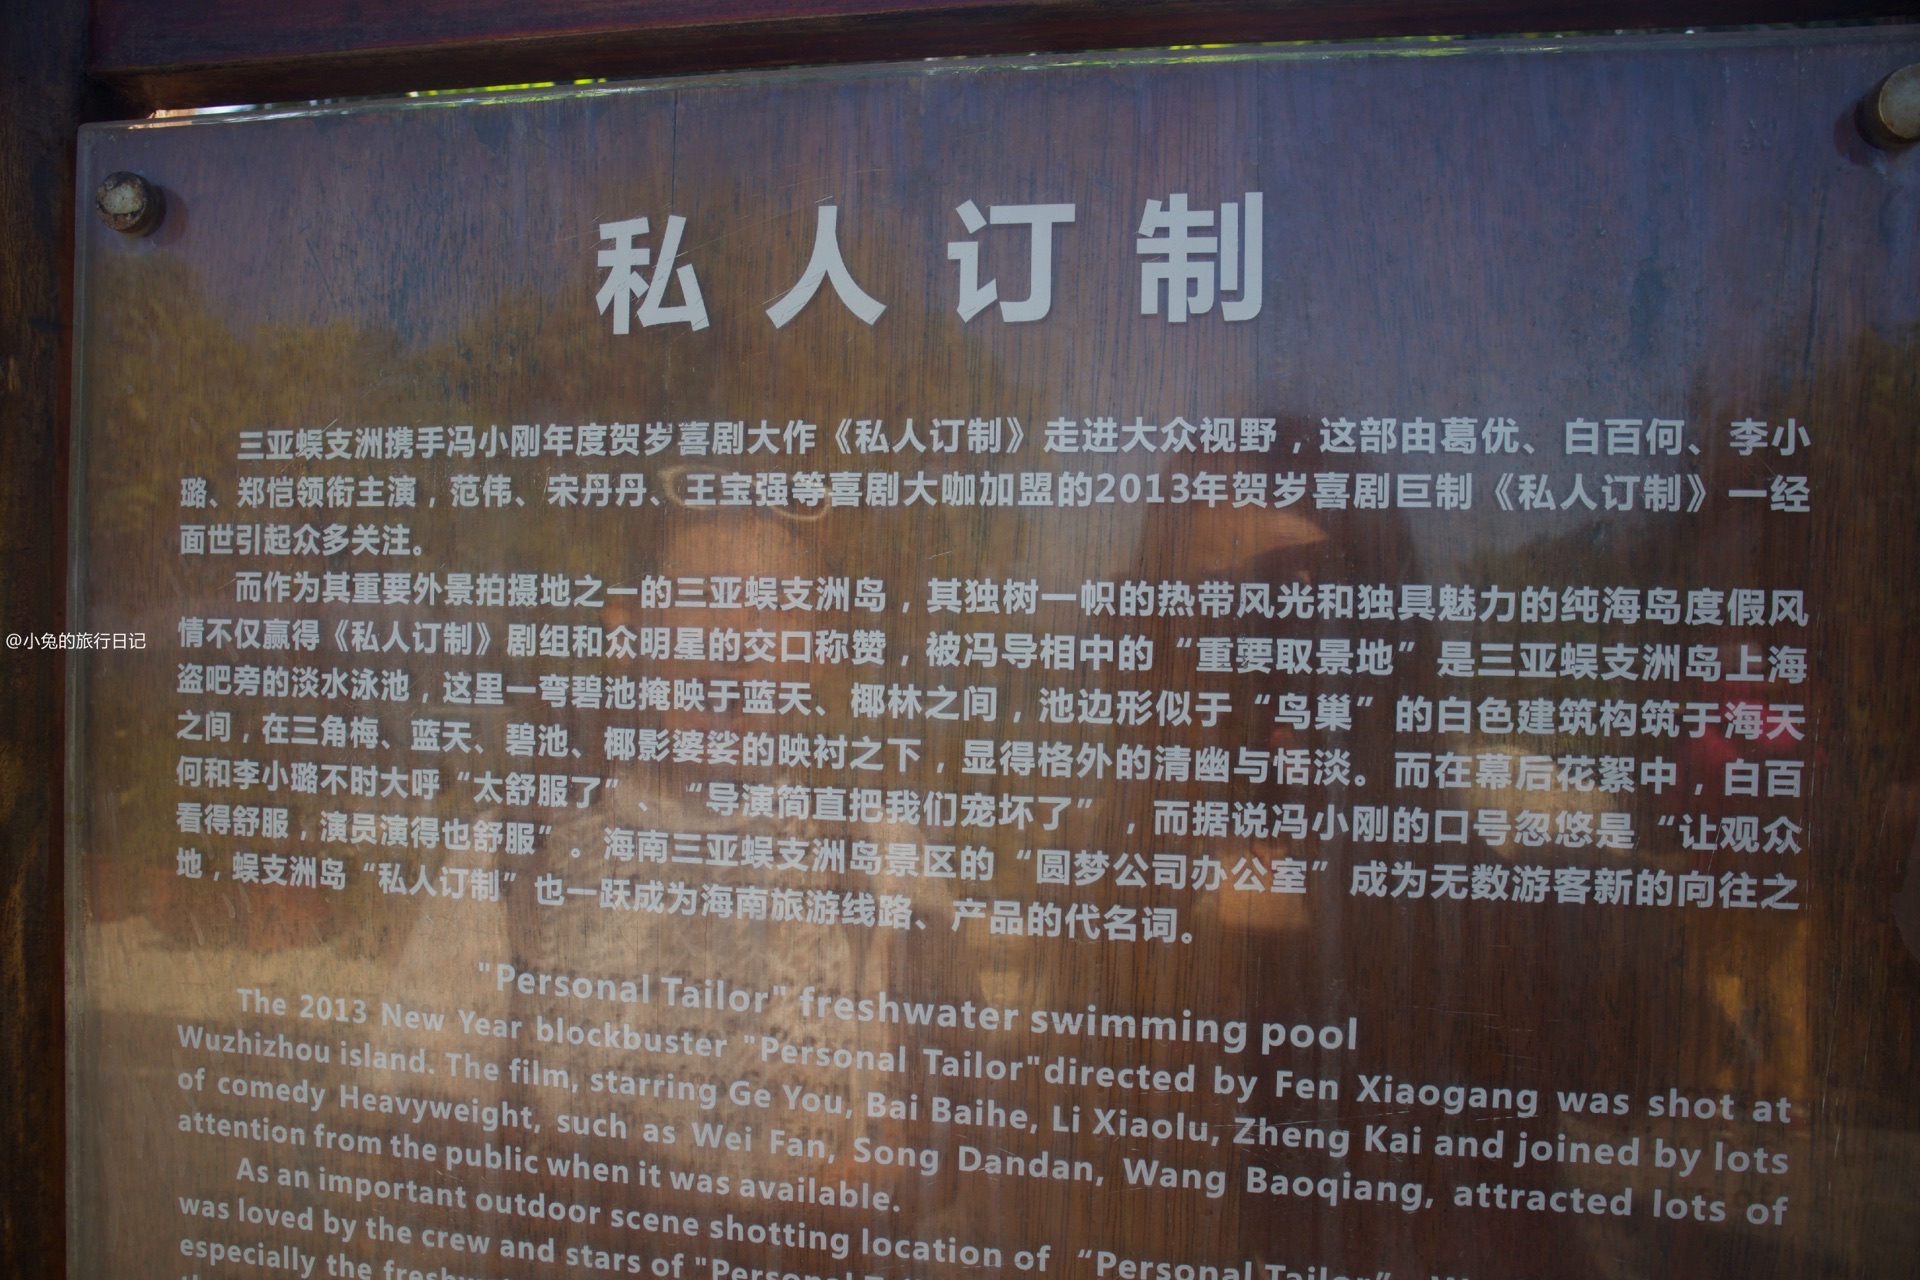 私人订制
三亚蜈支洲携手冯小刚年度贺岁喜剧大作《私人订制》走进大众视野，这部由葛优、白百何、李小
璐、郑恺领衔主演，范伟、宋丹丹、王宝强等喜剧大咖加盟的2013年贺岁喜剧巨制《私人订制》一经
面世引起众多关注。
而作为其重要外景拍摄地之一的三亚蜈支洲岛，其独树一帜的热带风光和独具魅力的纯海岛度假风
情不仅赢得《私人订制》剧组和众明星的交口称赞，被冯导相中的“重要取景地”是三亚蜈支洲岛上海
盗吧旁的淡水泳池，这里一弯碧池掩映于蓝天、椰林之间，池边形似于“鸟巢”的白色建筑构筑于海天
之间，在三角梅、蓝天、碧池、椰影婆娑的映衬之下，显得格外的清幽与恬淡。而在幕后花絮中，白百
何和李小璐不时大呼“太舒服了”、“导演简直把我们宠坏了”，而据说冯小刚的口号忽悠是“让观众
看得舒服，演员演得也舒服”。海南三亚蜈支洲岛景区的“圆梦公司办公室”成为无数游客新的向往之
地，蜈支洲岛“私人订制”也一跃成为海南旅游线路、产品的代名词。
"Personal Tailor" freshwater swimming pool
The 2013 New Year blockbuster "Personal Tailor"directed by Fen Xiaogang was shot at
Wuzhizhou island. The film, starring Ge You, Bai Baihe, Li Xiaolu, Zheng Kai and joined by lots
of comedy Heavyweight, such as Wei Fan, Song Dandan, Wang Baoqiang, attracted lots of
attention from the public when it was available.
As an important outdoor scene shotting location of “Personal Tailor”
was loved by the crew and stars of "Personal
especially the
@小兔的旅行日记